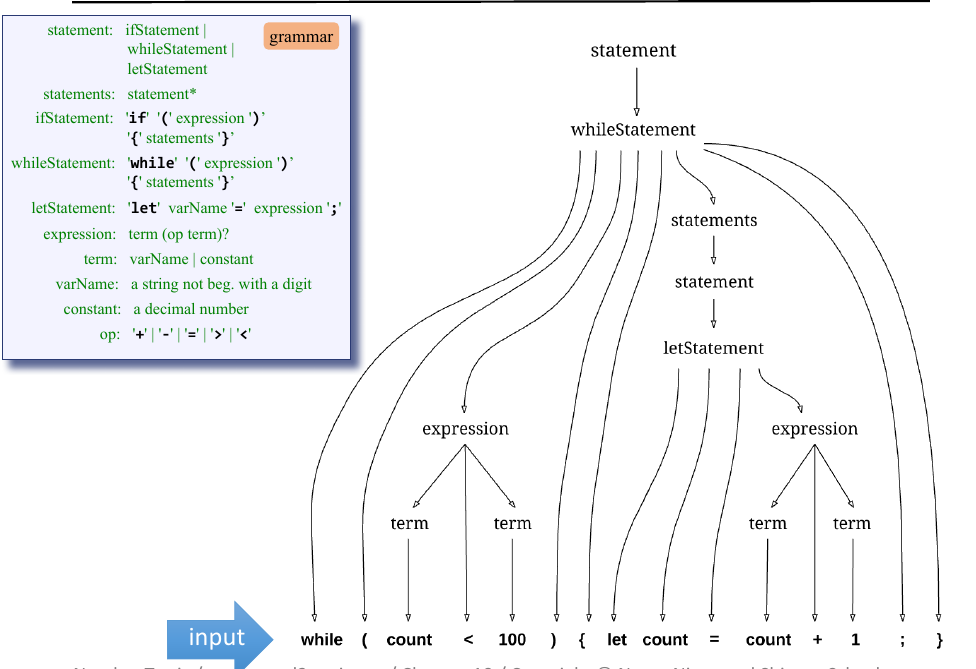 grammar
statement: ifStatement |
whileStatement |
letStatement
statements: statement*
ifStatement: 'if' '(' expression ')’
'{' statements '}’
whileStatement: 'while' '(' expression ')’
'{' statements '}’
letStatement: 'let' varName '=' expression ';'
expression: term (op term)?
term: varName | constant
varName: a string not beg. with a digit
constant: a decimal number
op: '+' | '-' | '=' | '>' | '<'
statement
whileStatement
statements
statement
letStatement
expression expression
term term term term
input
while ( count < 100 ) { let count = count + 1 ; }